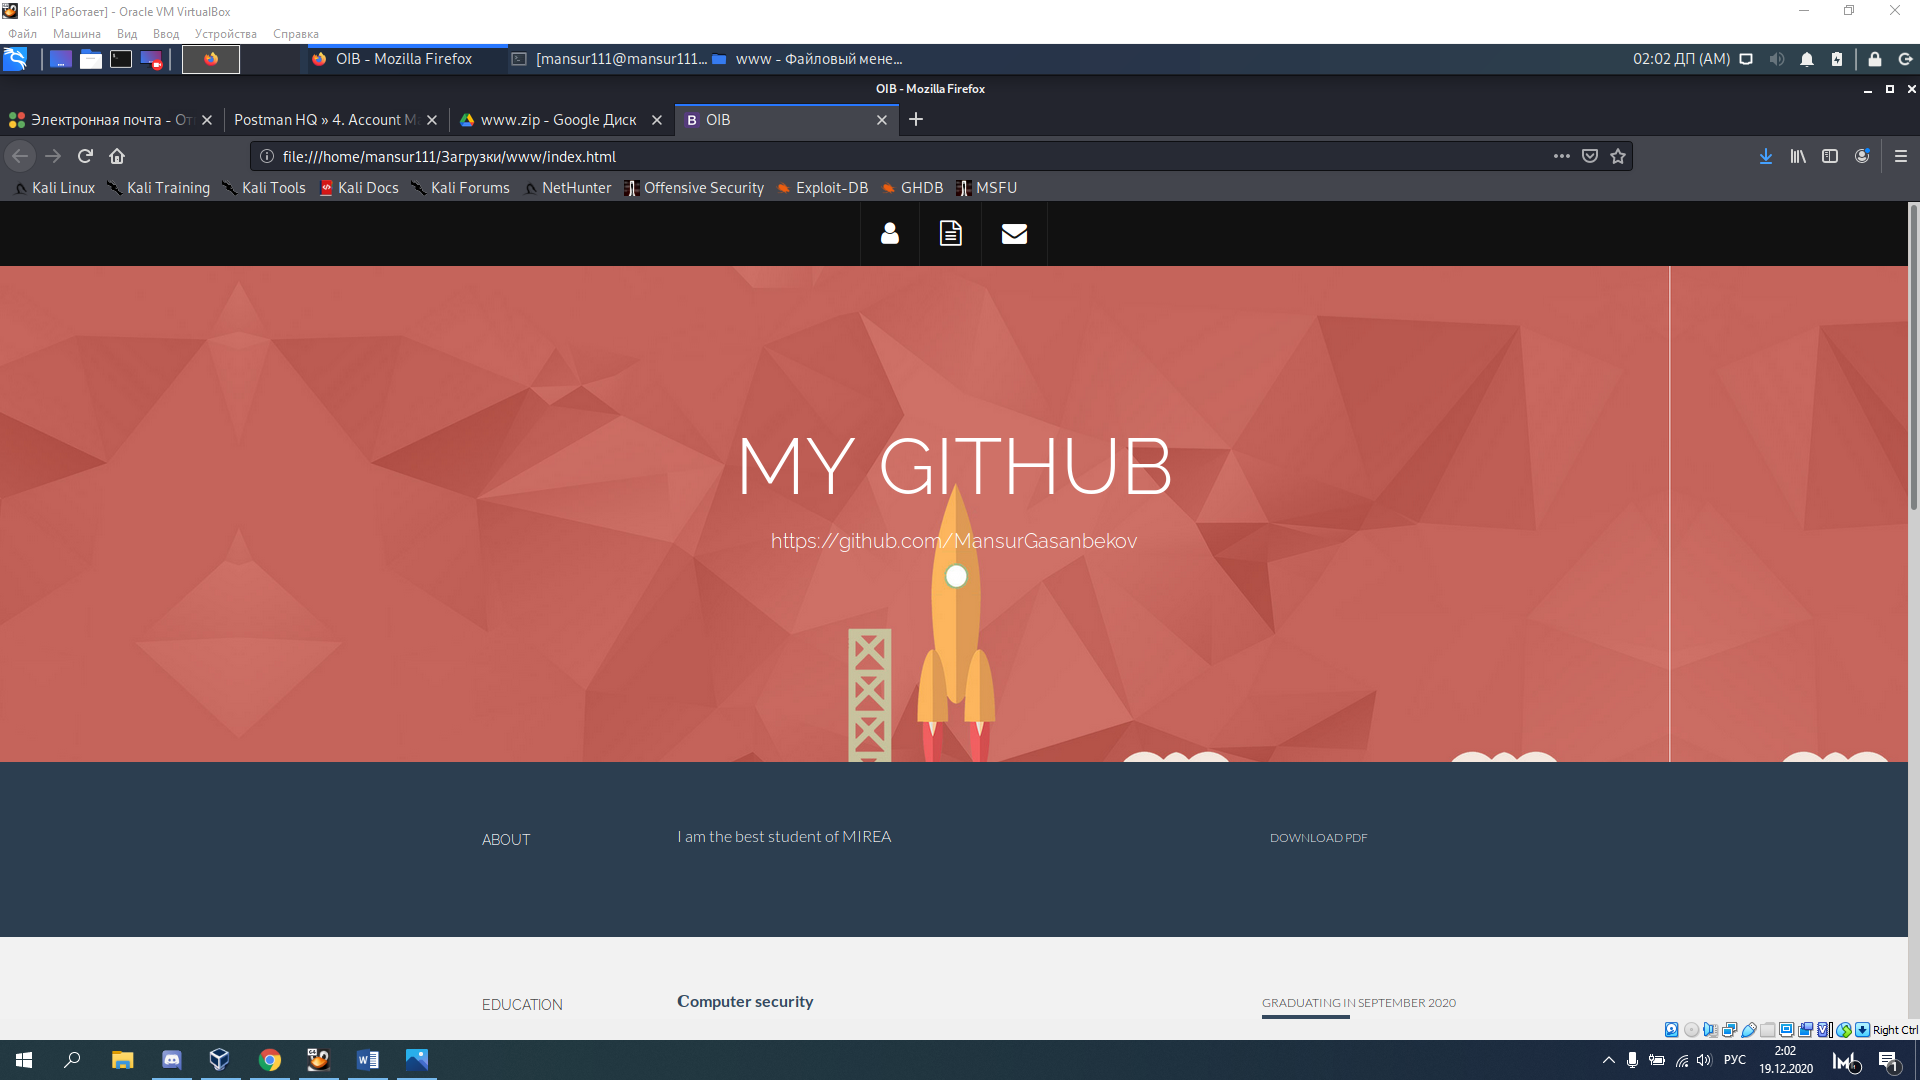 Kali1 [Работает] - Oracle VM VirtualBox
Файл Машина Вид Ввод Устройства Справка
OIB - Mozilla Firefox [mansur111@mansur111... www - Файловый мене... 02:02 ДП (AM)
OIB - Mozilla Firefox
Электронная почта - От Postman HQ » 4. Account M www.zip - Google Диск OIB
file:///home/mansur111/Загрузки/www/index.html
Kali Linux Kali Training Kali Tools Kali Docs Kali Forums NetHunter Offensive Security Exploit-DB GHDB MSFU
MY GITHUB
https://github.com/MansurGasanbekov
ABOUT I am the best student of MIREA DOWNLOAD PDF
EDUCATION Computer security GRADUATING IN SEPTEMBER 2020
Right Ctrl
РУС 2:02
19.12.2020